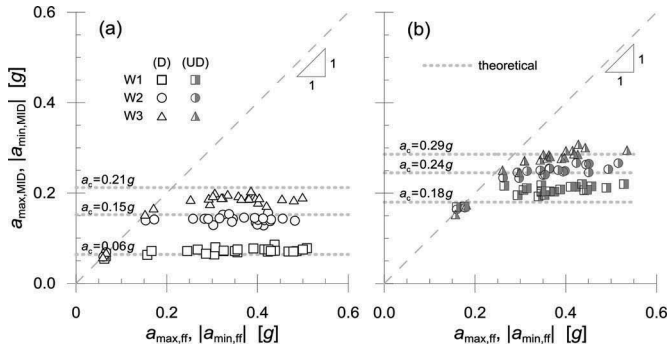 (a)
(D) (UD)
W1
W2
W3
1
1
a_c=0.21g
a_c=0.15g
a_c=0.06g
0.6
0.4
0.2
0.0
0.0 0.2 0.4 0.6
a_max,ff, |a_min,ff| [g]
a_max,MID, |a_min,MID| [g]
(b)
1
1
theoretical
a_c=0.29g
a_c=0.24g
a_c=0.18g
0.2 0.4 0.6
a_max,ff, |a_min,ff| [g]